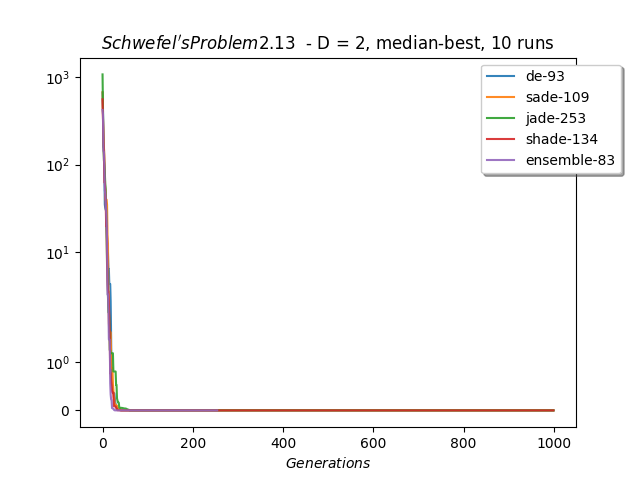 Schwefel'sProblem2.13 - D = 2, median-best, 10 runs
10³
10²
10¹
10⁰
0
de-93
sade-109
jade-253
shade-134
ensemble-83
0 200 400 600 800 1000
Generations